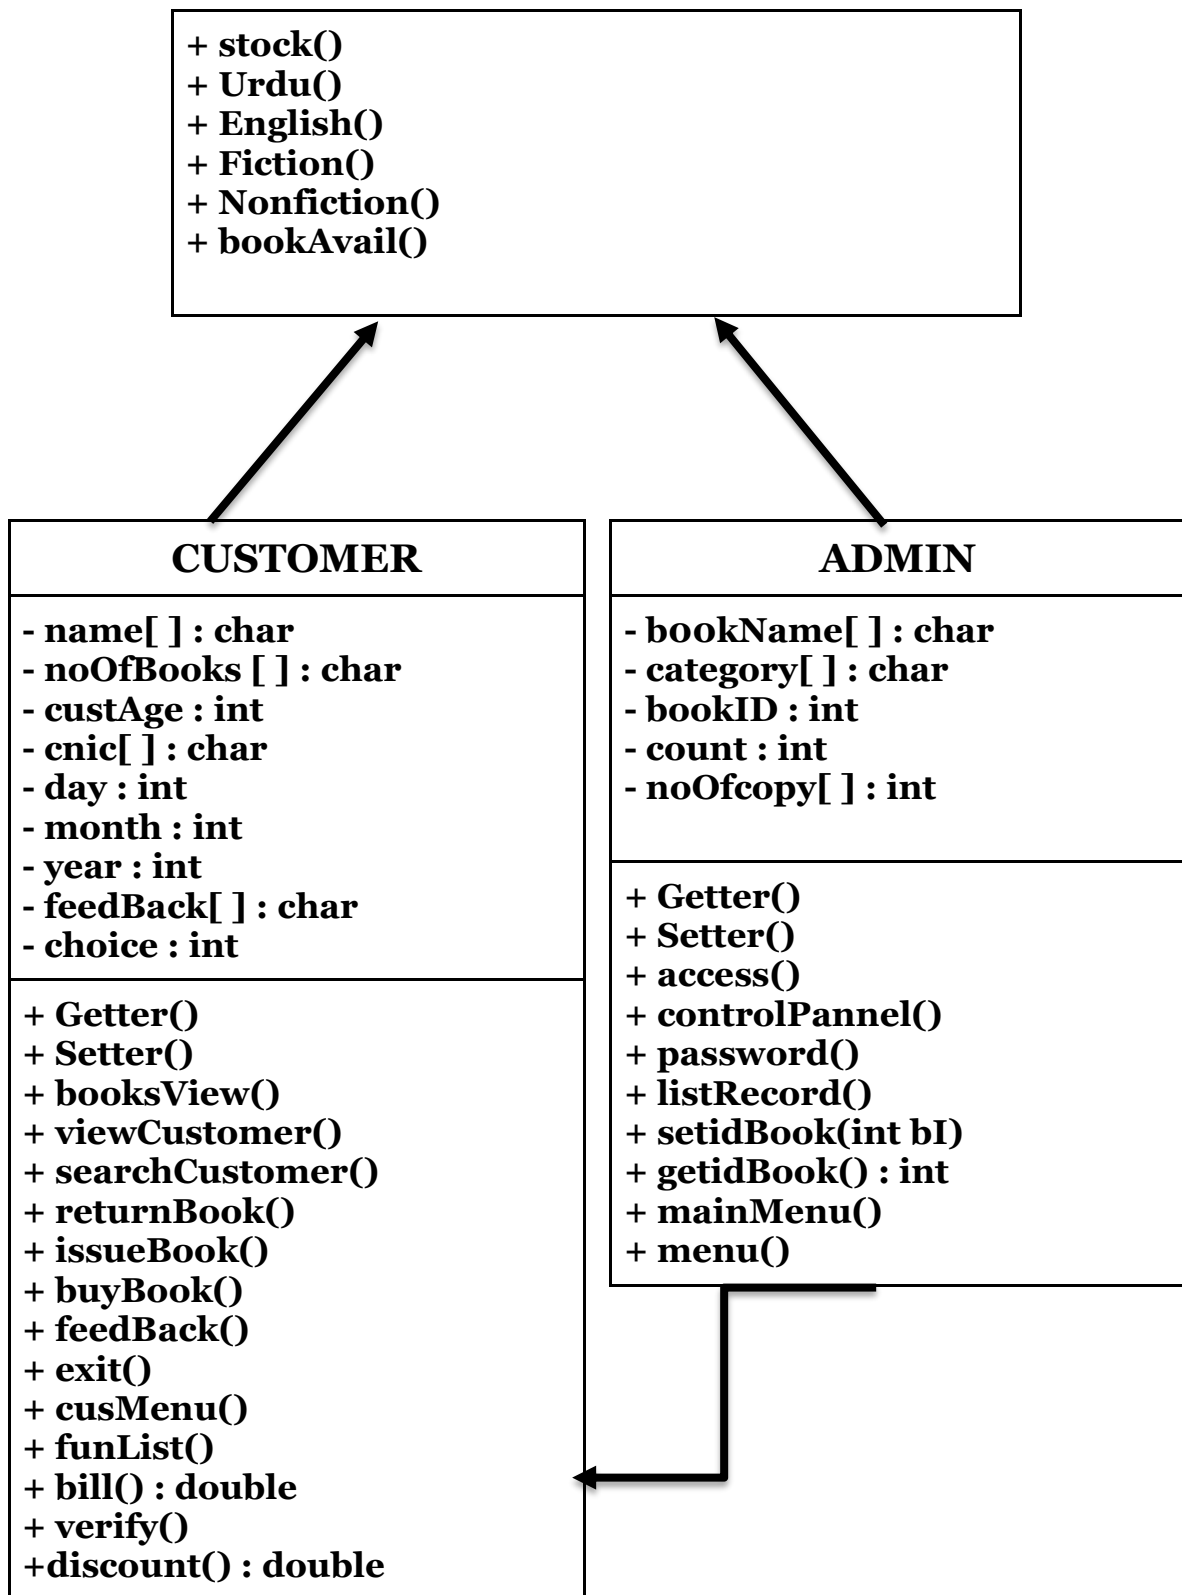 + stock()
+ Urdu()
+ English()
+ Fiction()
+ Nonfiction()
+ bookAvail()
CUSTOMER
- name[ ] : char
- noOfBooks [ ] : char
- custAge : int
- cnic[ ] : char
- day : int
- month : int
- year : int
- feedBack[ ] : char
- choice : int
+ Getter()
+ Setter()
+ booksView()
+ viewCustomer()
+ searchCustomer()
+ returnBook()
+ issueBook()
+ buyBook()
+ feedBack()
+ exit()
+ cusMenu()
+ funList()
+ bill() : double
+ verify()
+discount() : double
ADMIN
- bookName[ ] : char
- category[ ] : char
- bookID : int
- count : int
- noOfcopy[ ] : int
+ Getter()
+ Setter()
+ access()
+ controlPannel()
+ password()
+ listRecord()
+ setidBook(int bI)
+ getidBook() : int
+ mainMenu()
+ menu()